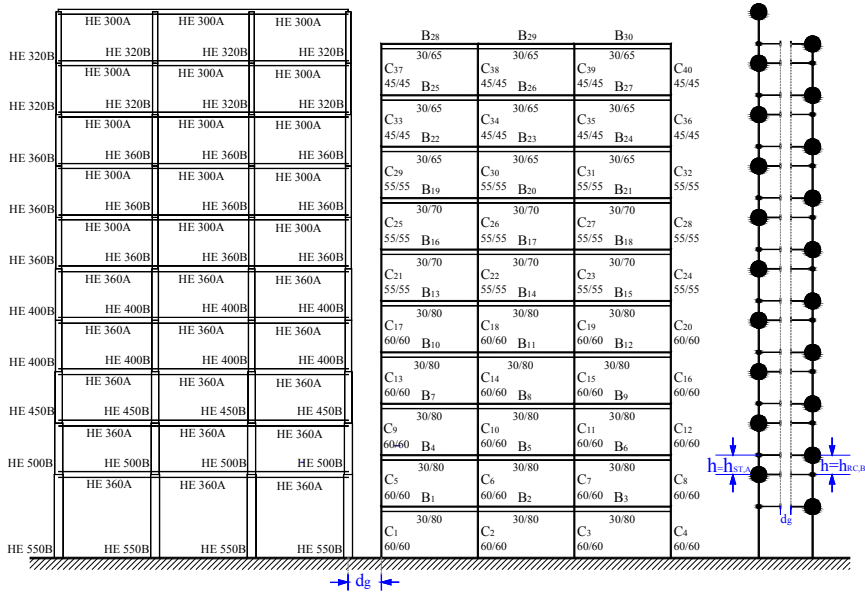 HE 300A HE 300A HE 300A
HE 320B HE 320B HE 320B HE 320B
HE 300A HE 300A HE 300A
HE 320B HE 320B HE 320B HE 320B
HE 300A HE 300A HE 300A
HE 360B HE 360B HE 360B HE 360B
HE 300A HE 300A HE 300A
HE 360B HE 360B HE 360B HE 360B
HE 300A HE 300A HE 300A
HE 360B HE 360B HE 360B HE 360B
HE 360A HE 360A HE 360A
HE 400B HE 400B HE 400B HE 400B
HE 360A HE 360A HE 360A
HE 400B HE 400B HE 400B HE 400B
HE 360A HE 360A HE 360A
HE 450B HE 450B HE 450B HE 450B
HE 360A HE 360A HE 360A
HE 500B HE 500B HE 500B HE 500B
HE 360A HE 360A HE 360A
HE 550B HE 550B HE 550B HE 550B
B28 B29 B30
30/65 30/65 30/65
C37 C38 C39 C40
45/45 B25 45/45 B26 45/45 B27 45/45
30/65 30/65 30/65
C33 C34 C35 C36
45/45 B22 45/45 B23 45/45 B24 45/45
30/65 30/65 30/65
C29 C30 C31 C32
55/55 B19 55/55 B20 55/55 B21 55/55
30/70 30/70 30/70
C25 C26 C27 C28
55/55 B16 55/55 B17 55/55 B18 55/55
30/70 30/70 30/70
C21 C22 C23 C24
55/55 B13 55/55 B14 55/55 B15 55/55
30/80 30/80 30/80
C17 C18 C19 C20
60/60 B10 60/60 B11 60/60 B12 60/60
30/80 30/80 30/80
C13 C14 C15 C16
60/60 B7 60/60 B8 60/60 B9 60/60
30/80 30/80 30/80
C9 C10 C11 C12
60/60 B4 60/60 B5 60/60 B6 60/60
30/80 30/80 30/80
C5 C6 C7 C8
60/60 B1 60/60 B2 60/60 B3 60/60
30/80 30/80 30/80
C1 C2 C3 C4
60/60 60/60 60/60 60/60
dg
h=hST,A h=hRC,B
dg